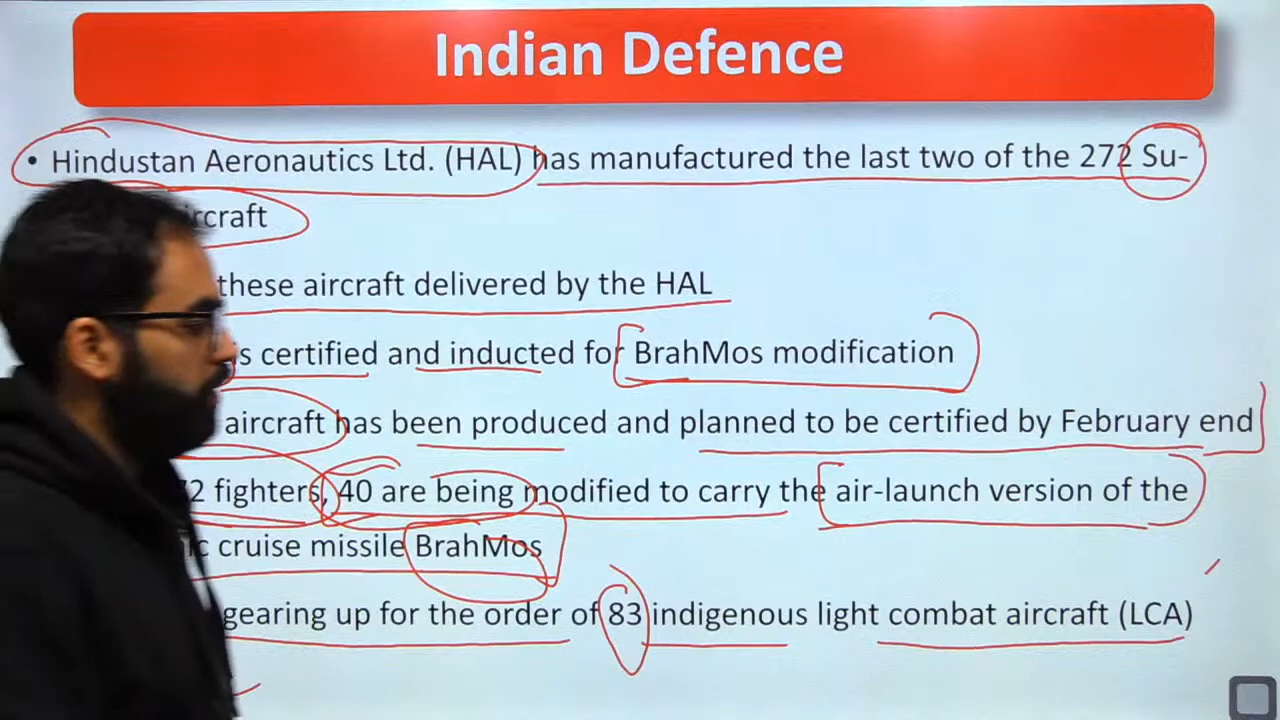 Indian Defence
• Hindustan Aeronautics Ltd. (HAL) has manufactured the last two of the 272 Su-
aircraft
these aircraft delivered by the HAL
certified and inducted for BrahMos modification
aircraft has been produced and planned to be certified by February end
fighters, 40 are being modified to carry the air-launch version of the
cruise missile BrahMos
gearing up for the order of 83 indigenous light combat aircraft (LCA)